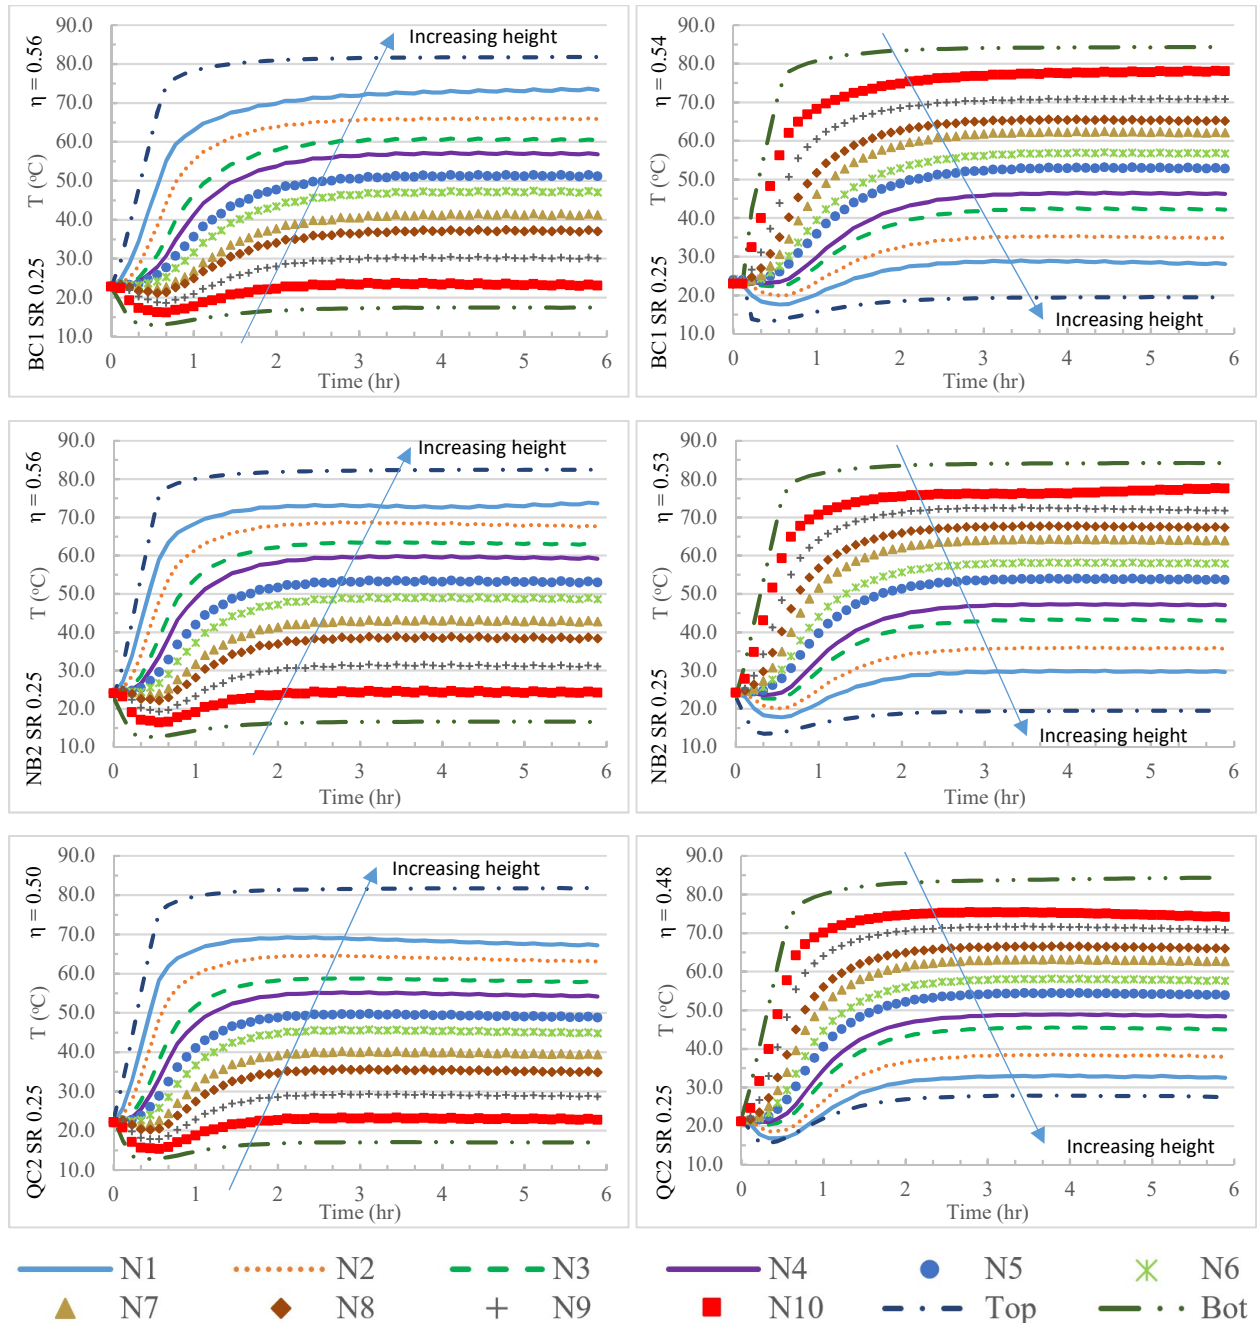 BC1 SR 0.25 η = 0.56
T (°C)
90.0
80.0
70.0
60.0
50.0
40.0
30.0
20.0
10.0
0 1 2 3 4 5 6
Time (hr)
Increasing height
BC1 SR 0.25 η = 0.54
T (°C)
90.0
80.0
70.0
60.0
50.0
40.0
30.0
20.0
10.0
0 1 2 3 4 5 6
Time (hr)
Increasing height
NB2 SR 0.25 η = 0.56
T (°C)
90.0
80.0
70.0
60.0
50.0
40.0
30.0
20.0
10.0
0 1 2 3 4 5 6
Time (hr)
Increasing height
NB2 SR 0.25 η = 0.53
T (°C)
90.0
80.0
70.0
60.0
50.0
40.0
30.0
20.0
10.0
0 1 2 3 4 5 6
Time (hr)
Increasing height
QC2 SR 0.25 η = 0.50
T (°C)
90.0
80.0
70.0
60.0
50.0
40.0
30.0
20.0
10.0
0 1 2 3 4 5 6
Time (hr)
Increasing height
QC2 SR 0.25 η = 0.48
T (°C)
90.0
80.0
70.0
60.0
50.0
40.0
30.0
20.0
10.0
0 1 2 3 4 5 6
Time (hr)
Increasing height
N1 N2 N3 N4 N5 N6
N7 N8 N9 N10 Top Bot